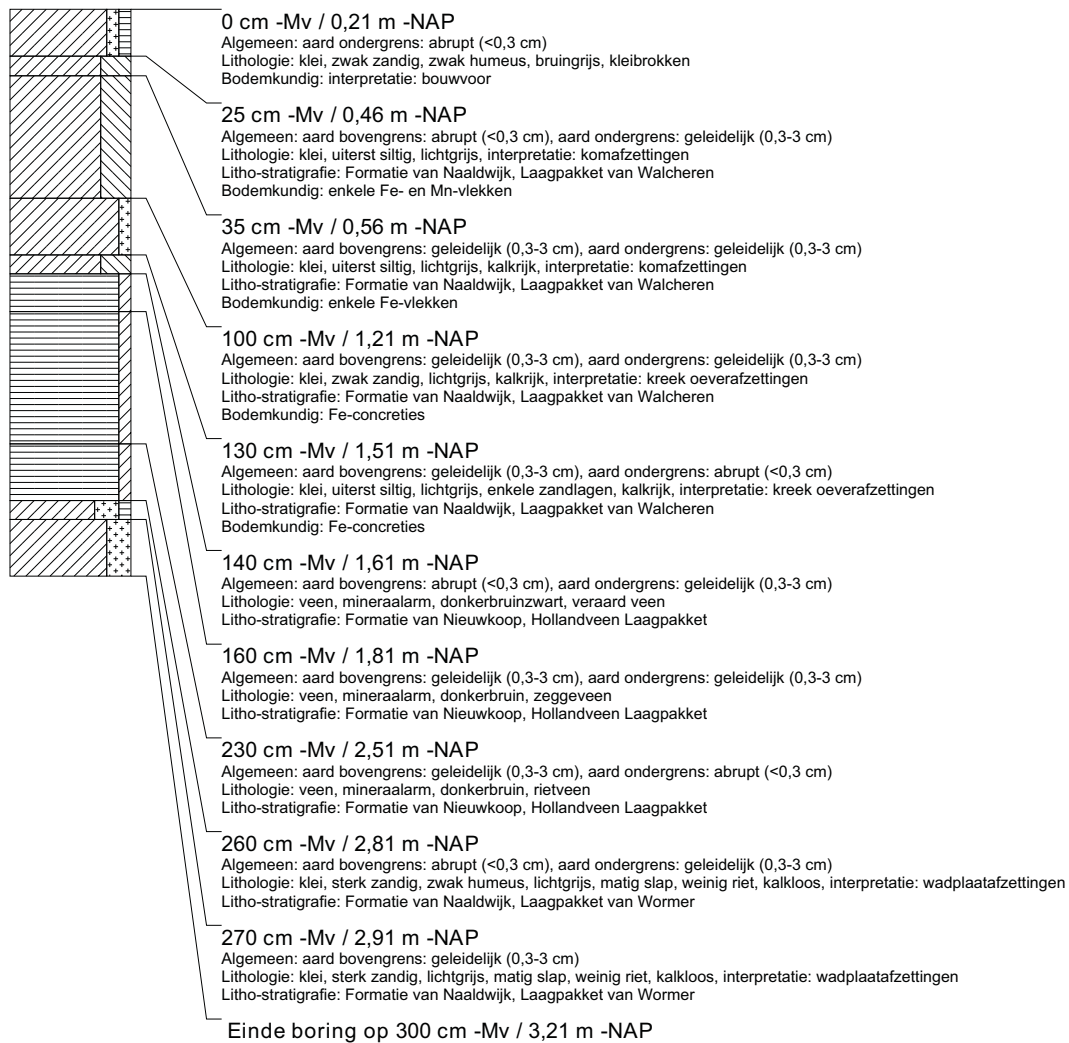 0 cm -Mv / 0,21 m -NAP
Algemeen: aard ondergrens: abrupt (<0,3 cm)
Lithologie: klei, zwak zandig, zwak humeus, bruingrijs, kleibrokken
Bodemkundig: interpretatie: bouwvoor
25 cm -Mv / 0,46 m -NAP
Algemeen: aard bovengrens: abrupt (<0,3 cm), aard ondergrens: geleidelijk (0,3-3 cm)
Lithologie: klei, uiterst siltig, lichtgrijs, interpretatie: komafzettingen
Litho-stratigrafie: Formatie van Naaldwijk, Laagpakket van Walcheren
Bodemkundig: enkele Fe- en Mn-vlekken
35 cm -Mv / 0,56 m -NAP
Algemeen: aard bovengrens: geleidelijk (0,3-3 cm), aard ondergrens: geleidelijk (0,3-3 cm)
Lithologie: klei, uiterst siltig, lichtgrijs, kalkrijk, interpretatie: komafzettingen
Litho-stratigrafie: Formatie van Naaldwijk, Laagpakket van Walcheren
Bodemkundig: enkele Fe-vlekken
100 cm -Mv / 1,21 m -NAP
Algemeen: aard bovengrens: geleidelijk (0,3-3 cm), aard ondergrens: geleidelijk (0,3-3 cm)
Lithologie: klei, zwak zandig, lichtgrijs, kalkrijk, interpretatie: kreek oeverafzettingen
Litho-stratigrafie: Formatie van Naaldwijk, Laagpakket van Walcheren
Bodemkundig: Fe-concreties
130 cm -Mv / 1,51 m -NAP
Algemeen: aard bovengrens: geleidelijk (0,3-3 cm), aard ondergrens: abrupt (<0,3 cm)
Lithologie: klei, uiterst siltig, lichtgrijs, enkele zandlagen, kalkrijk, interpretatie: kreek oeverafzettingen
Litho-stratigrafie: Formatie van Naaldwijk, Laagpakket van Walcheren
Bodemkundig: Fe-concreties
140 cm -Mv / 1,61 m -NAP
Algemeen: aard bovengrens: abrupt (<0,3 cm), aard ondergrens: geleidelijk (0,3-3 cm)
Lithologie: veen, mineraalarm, donkerbruinzwart, veraard veen
Litho-stratigrafie: Formatie van Nieuwkoop, Hollandveen Laagpakket
160 cm -Mv / 1,81 m -NAP
Algemeen: aard bovengrens: geleidelijk (0,3-3 cm), aard ondergrens: geleidelijk (0,3-3 cm)
Lithologie: veen, mineraalarm, donkerbruin, zeggeveen
Litho-stratigrafie: Formatie van Nieuwkoop, Hollandveen Laagpakket
230 cm -Mv / 2,51 m -NAP
Algemeen: aard bovengrens: geleidelijk (0,3-3 cm), aard ondergrens: abrupt (<0,3 cm)
Lithologie: veen, mineraalarm, donkerbruin, rietveen
Litho-stratigrafie: Formatie van Nieuwkoop, Hollandveen Laagpakket
260 cm -Mv / 2,81 m -NAP
Algemeen: aard bovengrens: abrupt (<0,3 cm), aard ondergrens: geleidelijk (0,3-3 cm)
Lithologie: klei, sterk zandig, zwak humeus, lichtgrijs, matig slap, weinig riet, kalkloos, interpretatie: wadplaatafzettingen
Litho-stratigrafie: Formatie van Naaldwijk, Laagpakket van Wormer
270 cm -Mv / 2,91 m -NAP
Algemeen: aard bovengrens: geleidelijk (0,3-3 cm)
Lithologie: klei, sterk zandig, lichtgrijs, matig slap, weinig riet, kalkloos, interpretatie: wadplaatafzettingen
Litho-stratigrafie: Formatie van Naaldwijk, Laagpakket van Wormer
Einde boring op 300 cm -Mv / 3,21 m -NAP